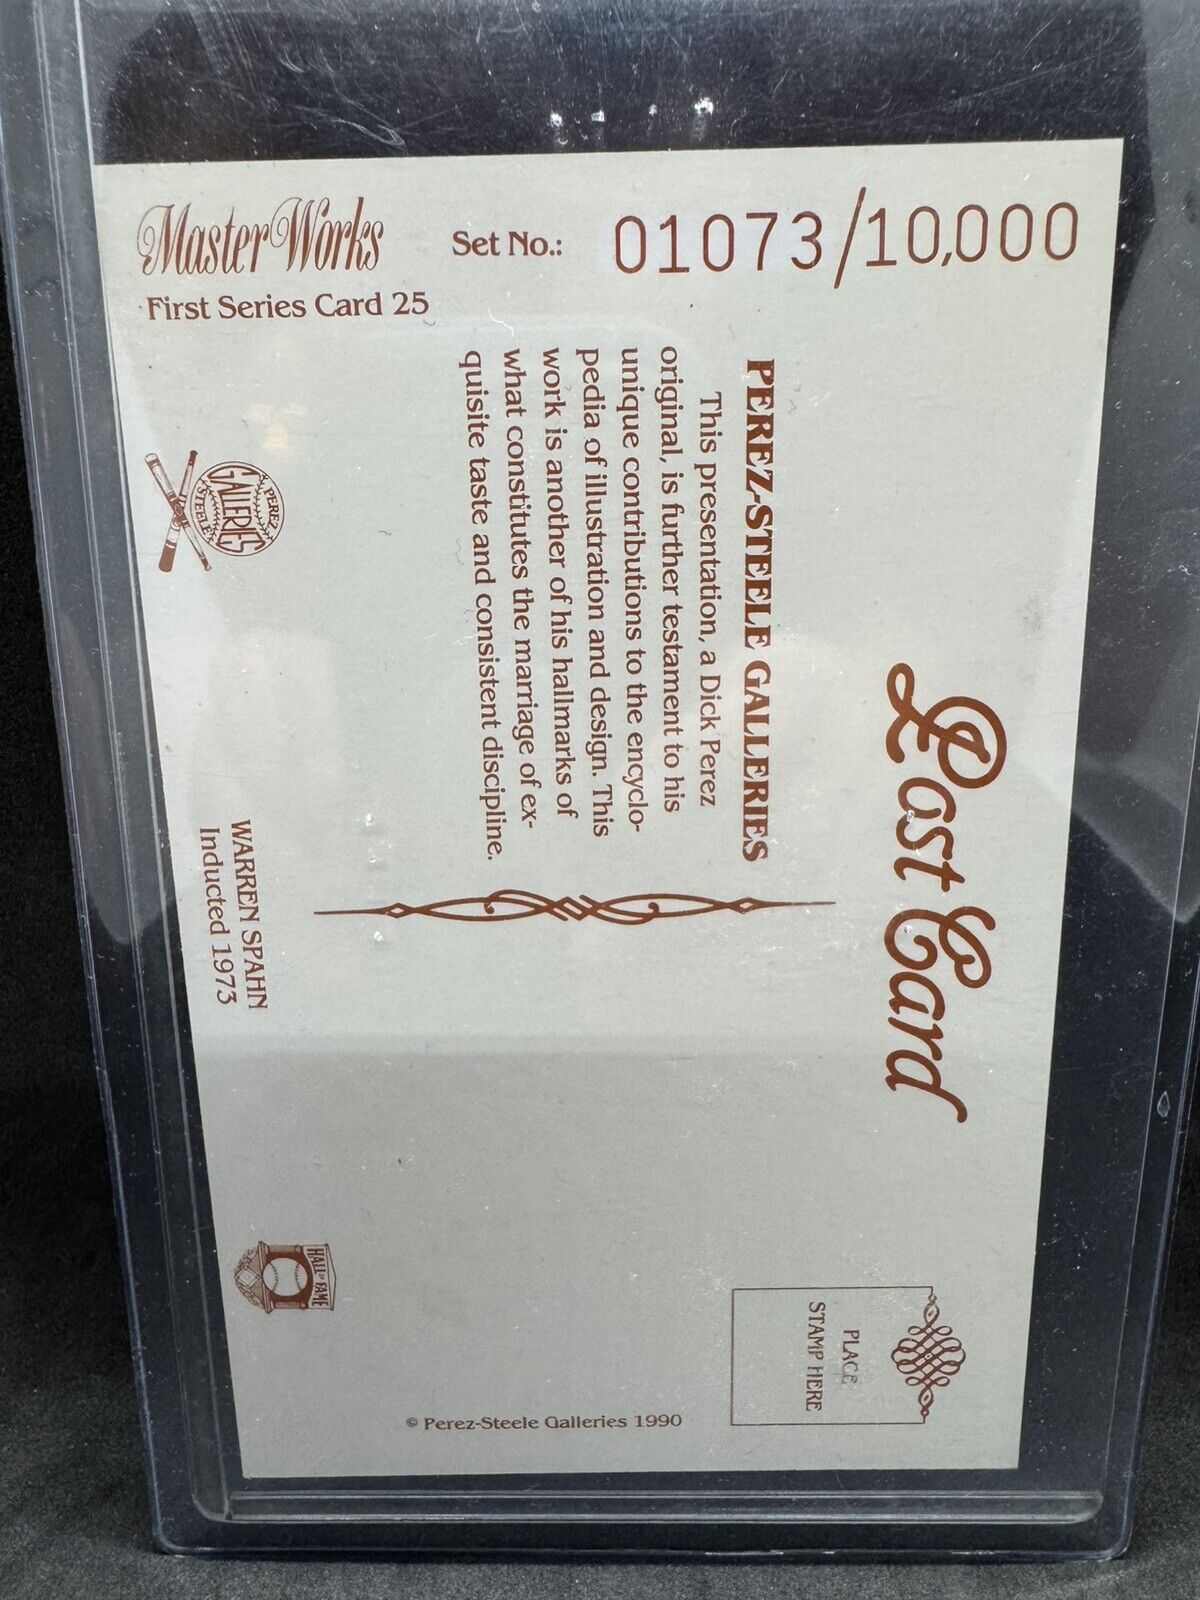 Master Works
First Series Card 25
Set No.: 01073/10,000
Post Card
PEREZ-STEELE GALLERIES
This presentation, a Dick Perez
original, is further testament to his
unique contributions to the encyclo-
pedia of illustration and design. This
work is another of his hallmarks of
what constitutes the marriage of ex-
quisite taste and consistent discipline.
PEREZ
GALLERIES
STEELE
WARREN SPAHN
Inducted 1973
HALL OF FAME
PLACE
STAMP HERE
© Perez-Steele Galleries 1990